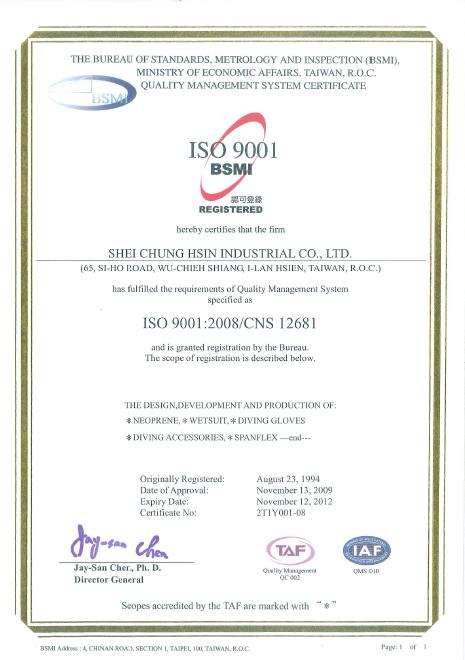 THE BUREAU OF STANDARDS, METROLOGY AND INSPECTION (BSMI),
MINISTRY OF ECONOMIC AFFAIRS, TAIWAN, R.O.C.
QUALITY MANAGEMENT SYSTEM CERTIFICATE
BSMI
ISO 9001
BSMI
認可登錄
REGISTERED
hereby certifies that the firm
SHEI CHUNG HSIN INDUSTRIAL CO., LTD.
(65, SI-HO ROAD, WU-CHIEH SHIANG, I-LAN HSIEN, TAIWAN, R.O.C.)
has fulfilled the requirements of Quality Management System
specified as
ISO 9001:2008/CNS 12681
and is granted registration by the Bureau.
The scope of registration is described below.
THE DESIGN,DEVELOPMENT AND PRODUCTION OF:
*NEOPRENE, *WETSUIT, *DIVING GLOVES
*DIVING ACCESSORIES, *SPANFLEX ---end---
Originally Registered: August 23, 1994
Date of Approval: November 13, 2009
Expiry Date: November 12, 2012
Certificate No: 2T1Y001-08
Jay-san Chen
Jay-San Chen, Ph. D.
Director General
TAF
Quality Management
QC 002
IAF
QMS 010
Scopes accredited by the TAF are marked with "*"
BSMI Address : 4, CHINAN ROAD, SECTION 1, TAIPEI, 100, TAIWAN, R.O.C.
Page: 1 of 1